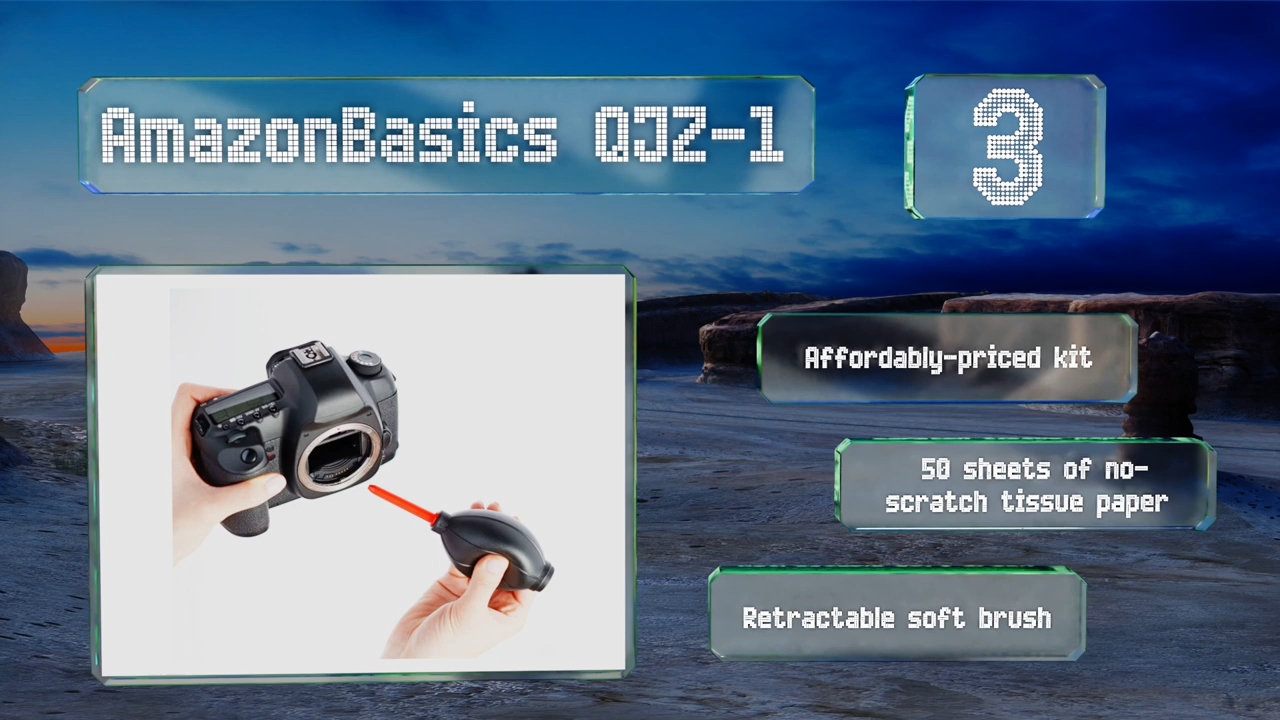 AmazonBasics QJZ-1
3
Affordably-priced kit
50 sheets of no-
scratch tissue paper
Retractable soft brush